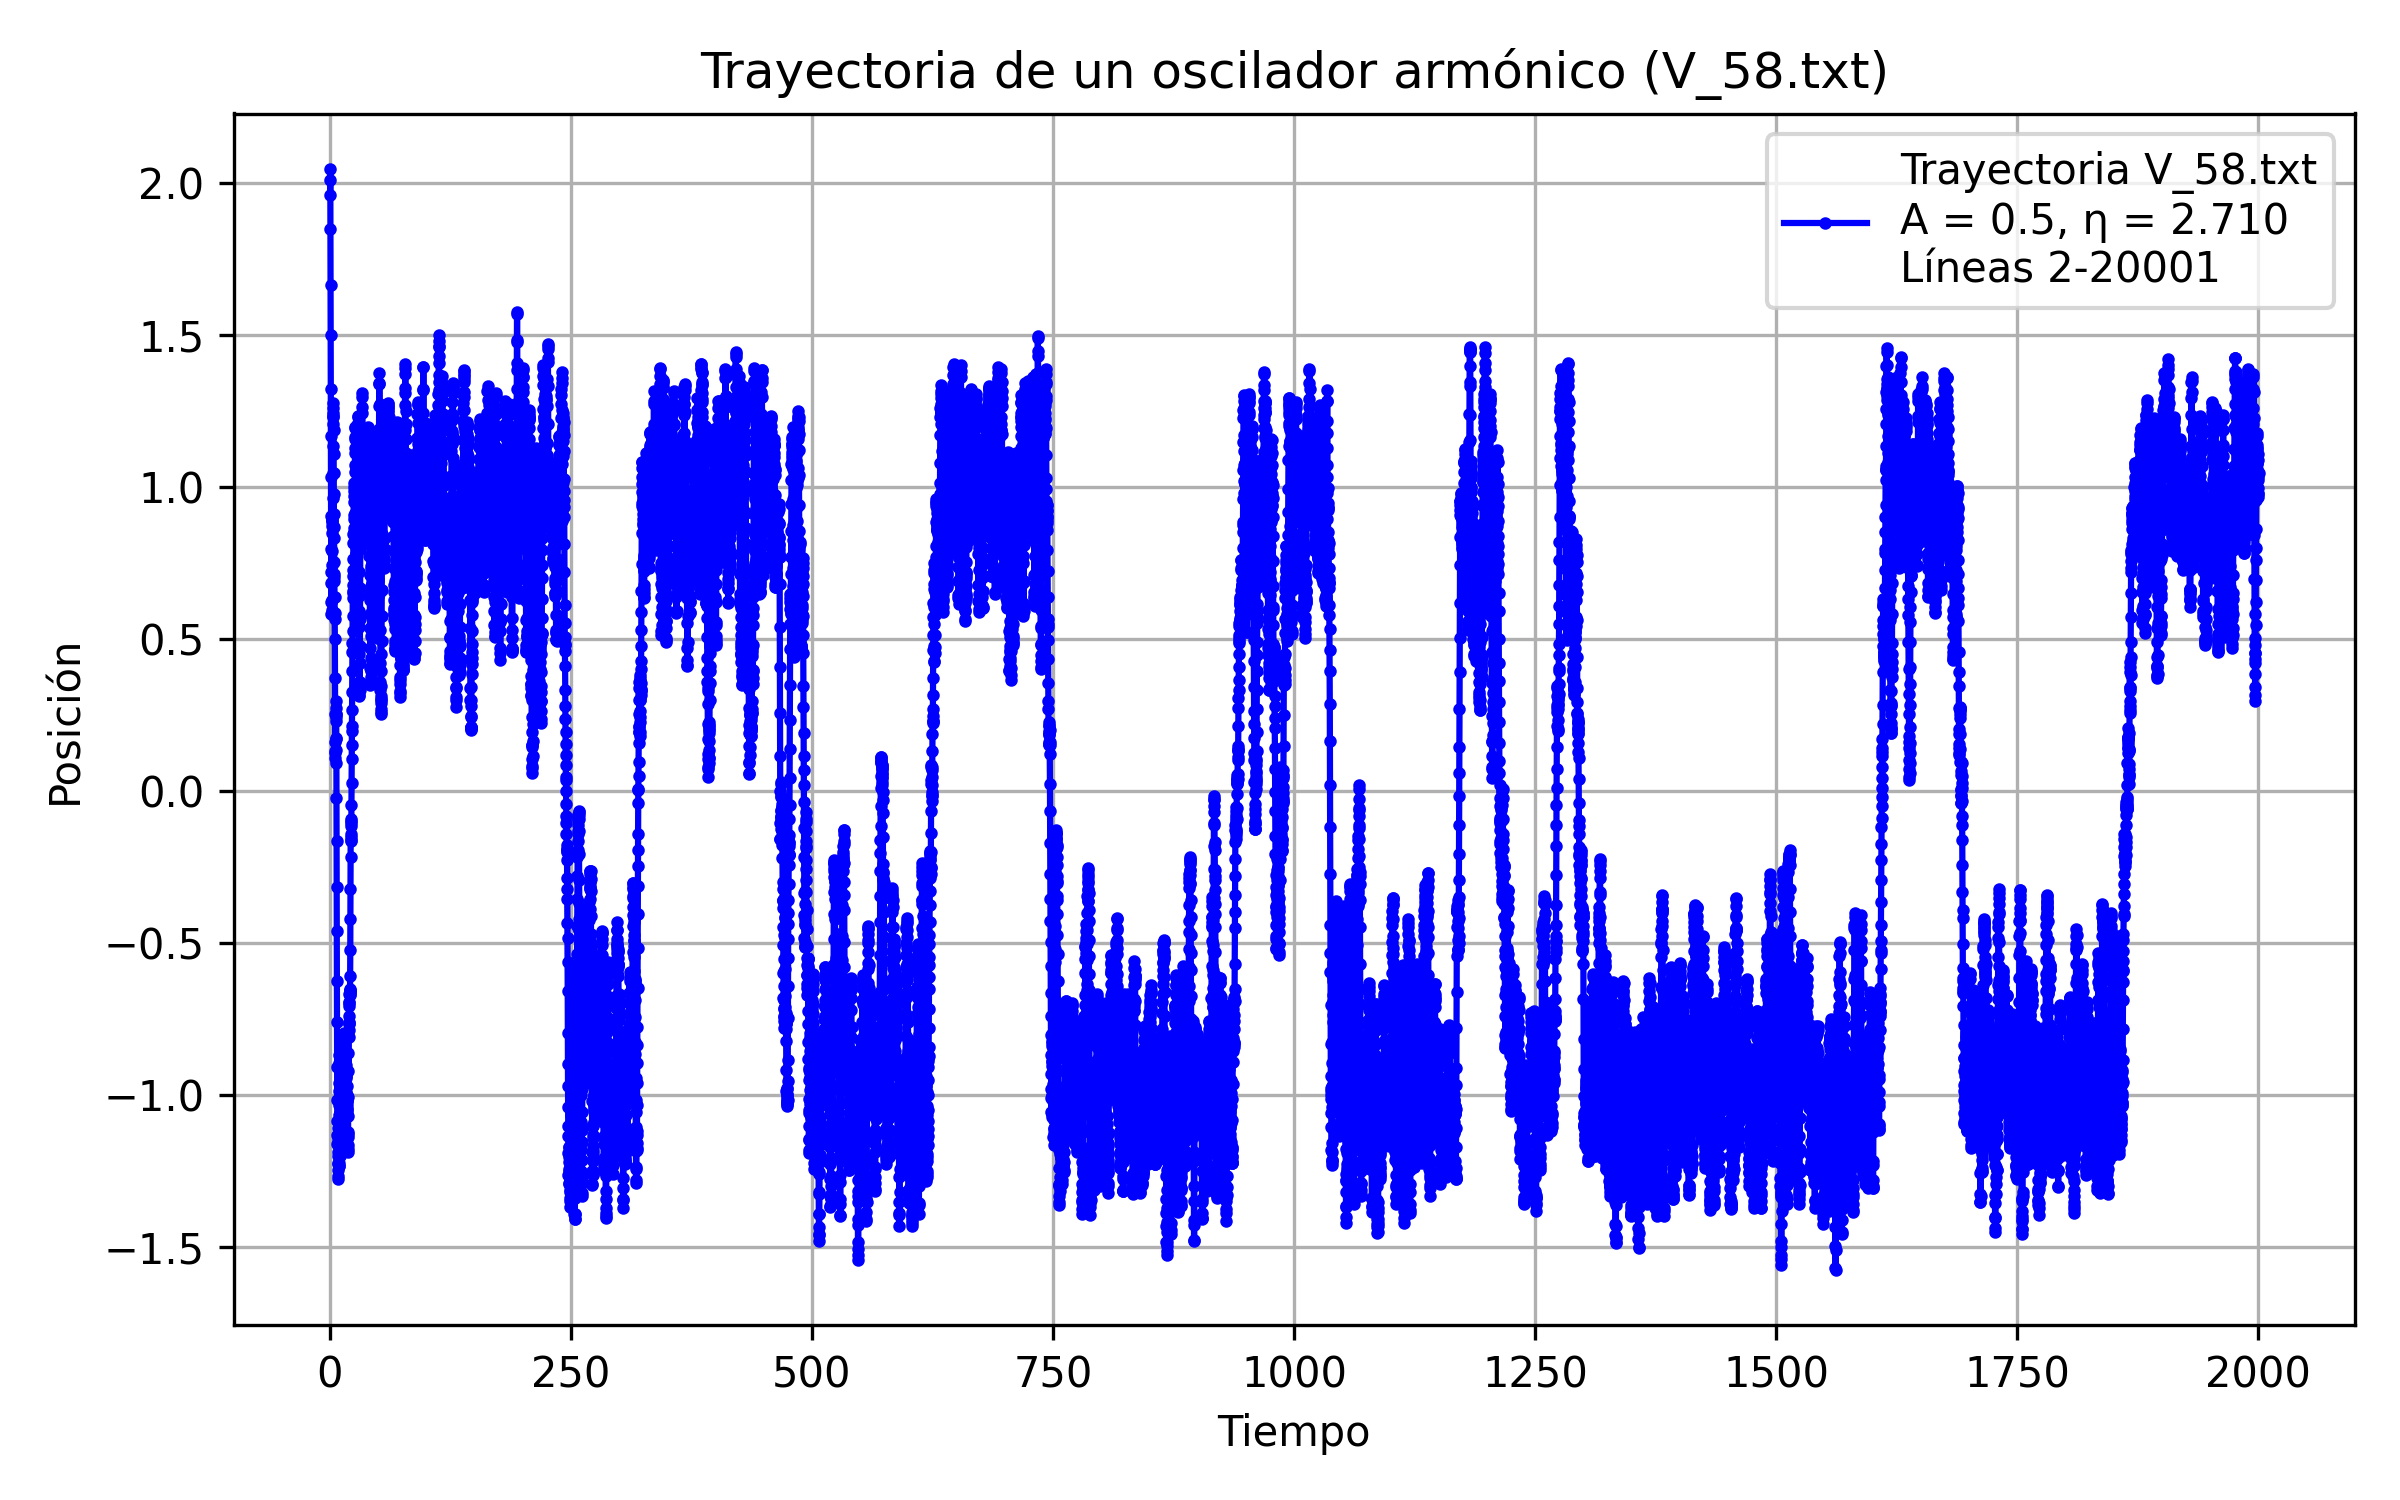 Trayectoria de un oscilador armónico (V_58.txt)
Trayectoria V_58.txt
A = 0.5, η = 2.710
Líneas 2-20001
2.0
1.5
1.0
0.5
0.0
−0.5
−1.0
−1.5
Posición
0 250 500 750 1000 1250 1500 1750 2000
Tiempo